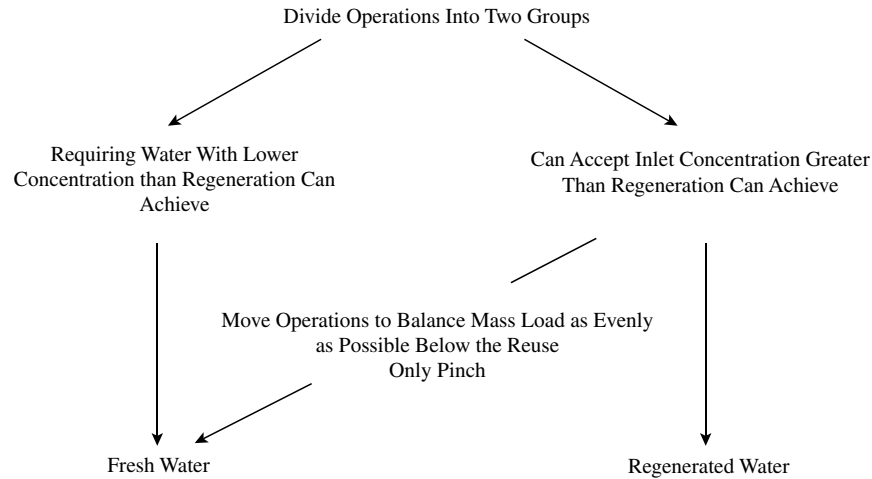 Divide Operations Into Two Groups
Requiring Water With Lower
Concentration than Regeneration Can
Achieve
Can Accept Inlet Concentration Greater
Than Regeneration Can Achieve
Move Operations to Balance Mass Load as Evenly
as Possible Below the Reuse
Only Pinch
Fresh Water
Regenerated Water